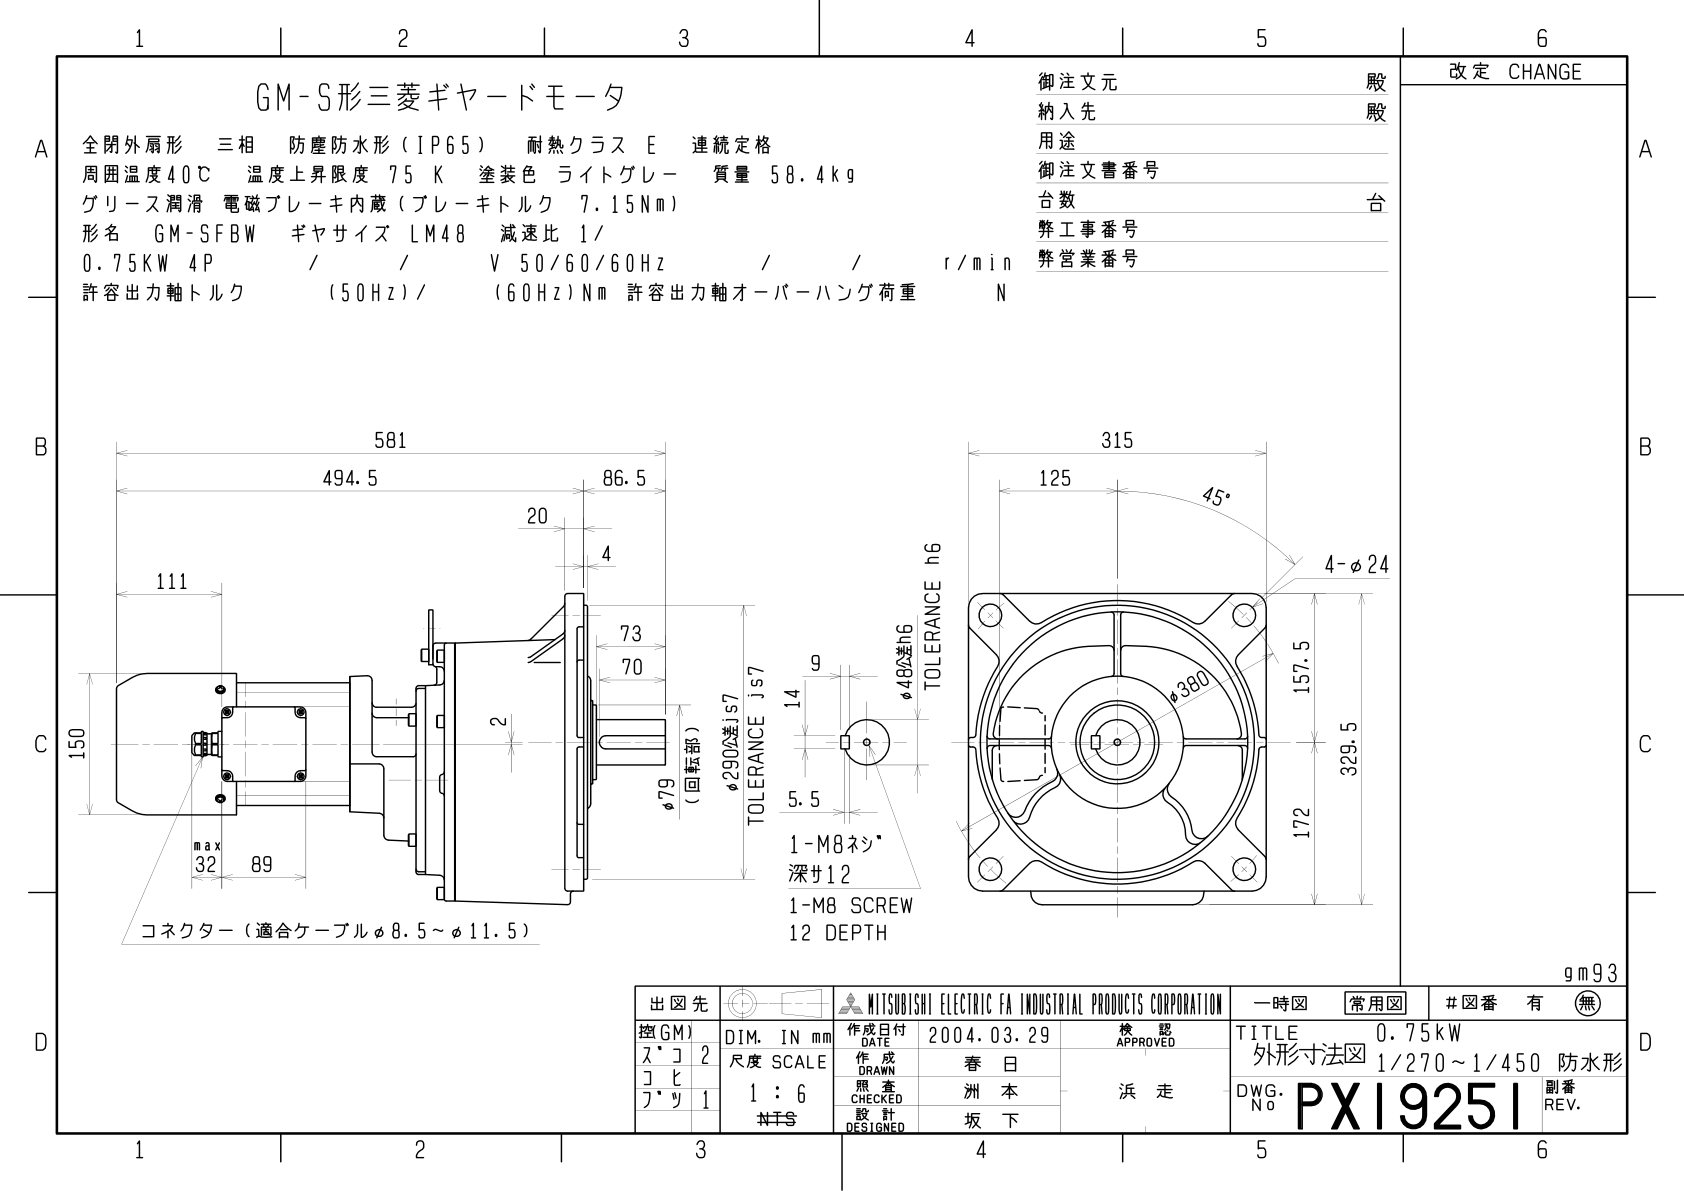 1 2 3 4 5 6
改定 CHANGE
GM-S形三菱ギヤードモータ
全閉外扇形 三相 防塵防水形(IP65) 耐熱クラス E 連続定格
周囲温度40℃ 温度上昇限度 75 K 塗装色 ライトグレー 質量 58.4kg
グリース潤滑 電磁ブレーキ内蔵(ブレーキトルク 7.15Nm)
形名 GM-SFBW ギヤサイズ LM48 減速比 1/
0.75KW 4P / / V 50/60/60Hz / / r/min
許容出力軸トルク (50Hz)/ (60Hz)Nm 許容出力軸オーバーハング荷重 N
御注文元 殿
納入先 殿
用途
御注文書番号
台数 台
弊工事番号
弊営業番号
A A
B B
C C
D D
581
494.5 86.5
20
4
111
73
70
2
150
max
32 89
φ79
(回転部)
φ290公差js7
TOLERANCE js7
コネクター(適合ケーブルφ8.5～φ11.5)
9
14
5.5
φ48公差h6
TOLERANCE h6
1-M8ネジ
深サ12
1-M8 SCREW
12 DEPTH
315
125
45°
4-φ24
φ380
157.5
172
329.5
gm93
出図先
控(GM)
ズコ 2
コヒ
ブツ 1
DIM. IN mm
尺度 SCALE
1 : 6
NTS
MITSUBISHI ELECTRIC FA INDUSTRIAL PRODUCTS CORPORATION
作成日付 DATE 2004.03.29
作成 DRAWN 春日
照査 CHECKED 洲本
設計 DESIGNED 坂下
検認 APPROVED
浜走
一時図 常用図 #図番 有 無
TITLE 0.75kW
外形寸法図 1/270～1/450 防水形
DWG. No PX19251
副番 REV.
1 2 3 4 5 6